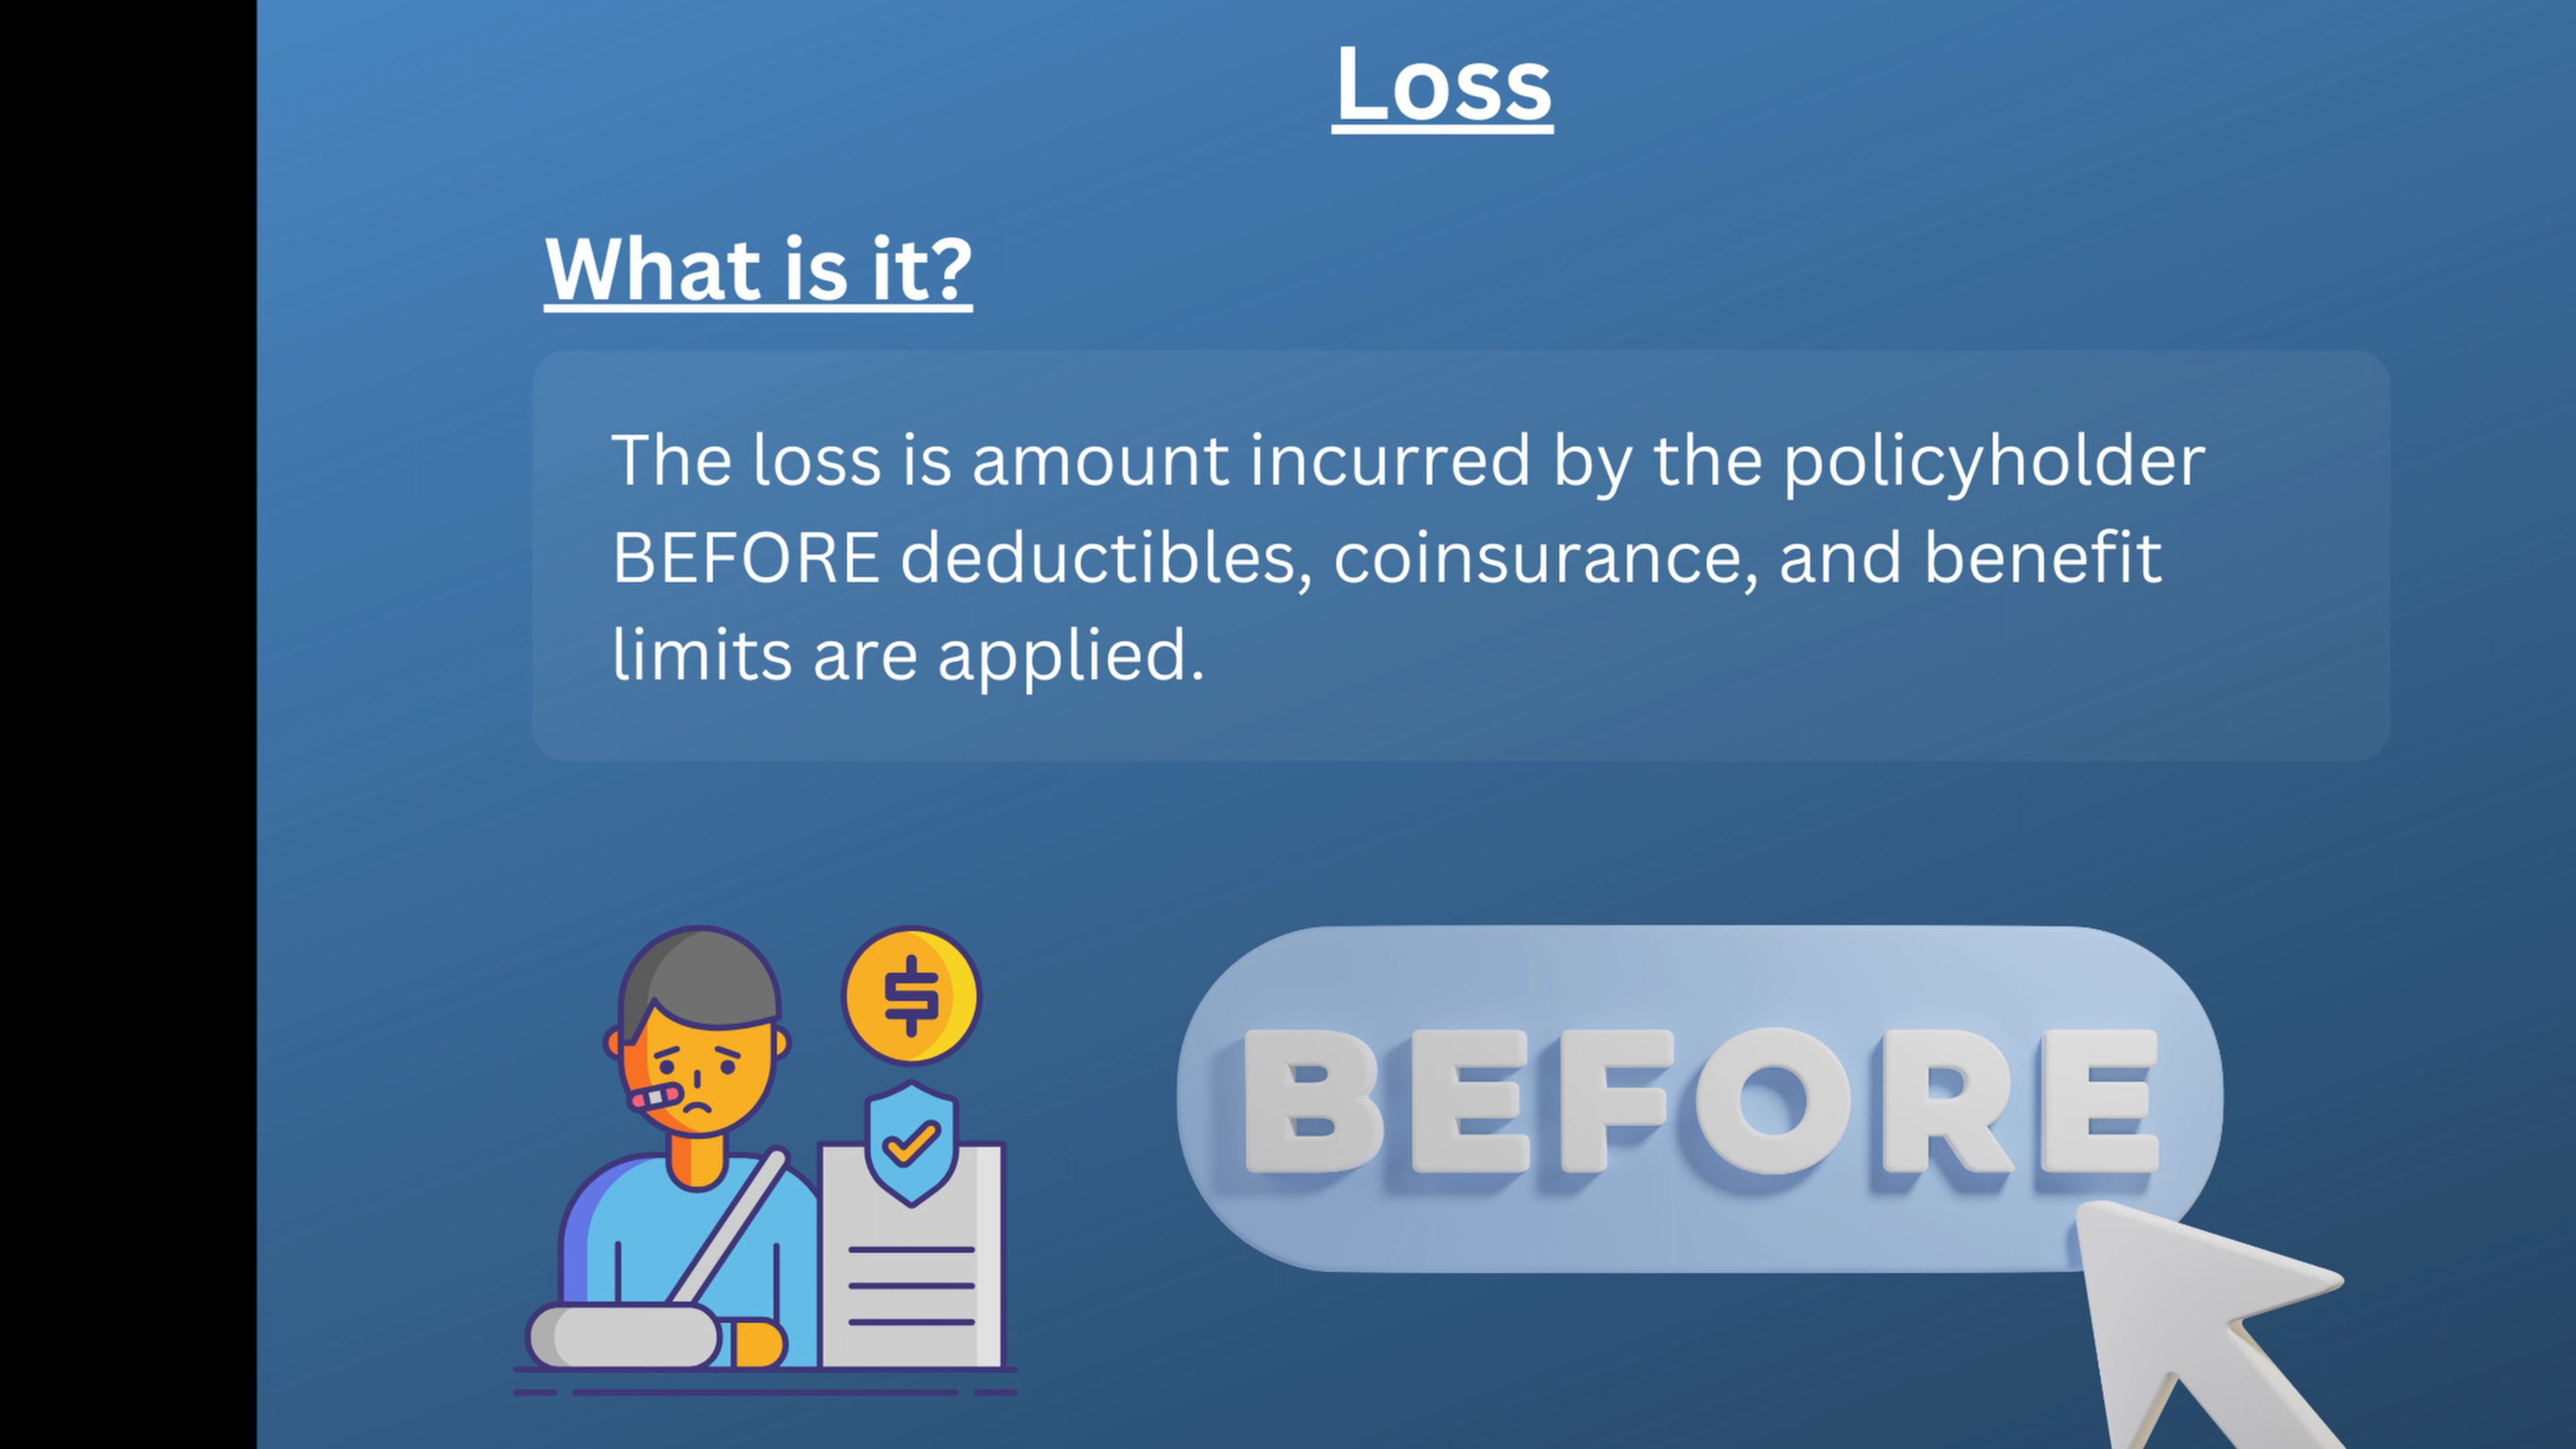 Loss
What is it?
The loss is amount incurred by the policyholder
BEFORE deductibles, coinsurance, and benefit
limits are applied.
$
BEFORE